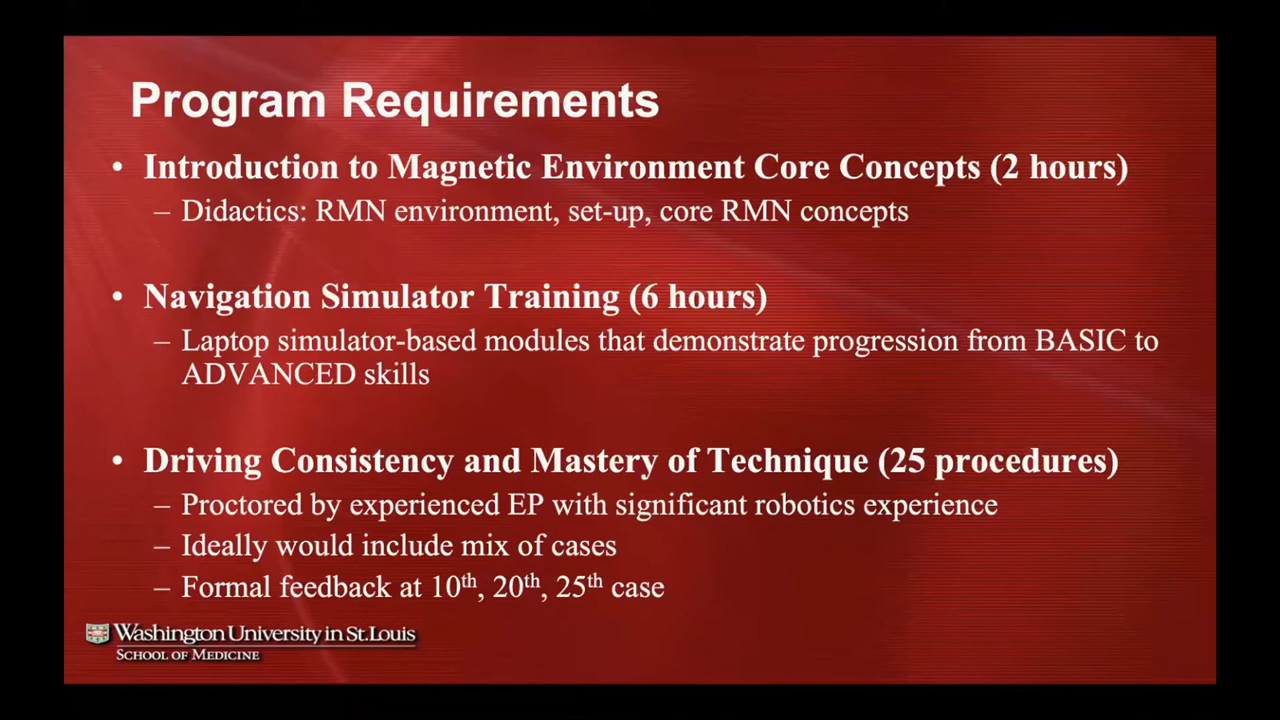 Program Requirements
• Introduction to Magnetic Environment Core Concepts (2 hours)
– Didactics: RMN environment, set-up, core RMN concepts
• Navigation Simulator Training (6 hours)
– Laptop simulator-based modules that demonstrate progression from BASIC to
ADVANCED skills
• Driving Consistency and Mastery of Technique (25 procedures)
– Proctored by experienced EP with significant robotics experience
– Ideally would include mix of cases
– Formal feedback at 10th, 20th, 25th case
Washington University in St. Louis
SCHOOL OF MEDICINE